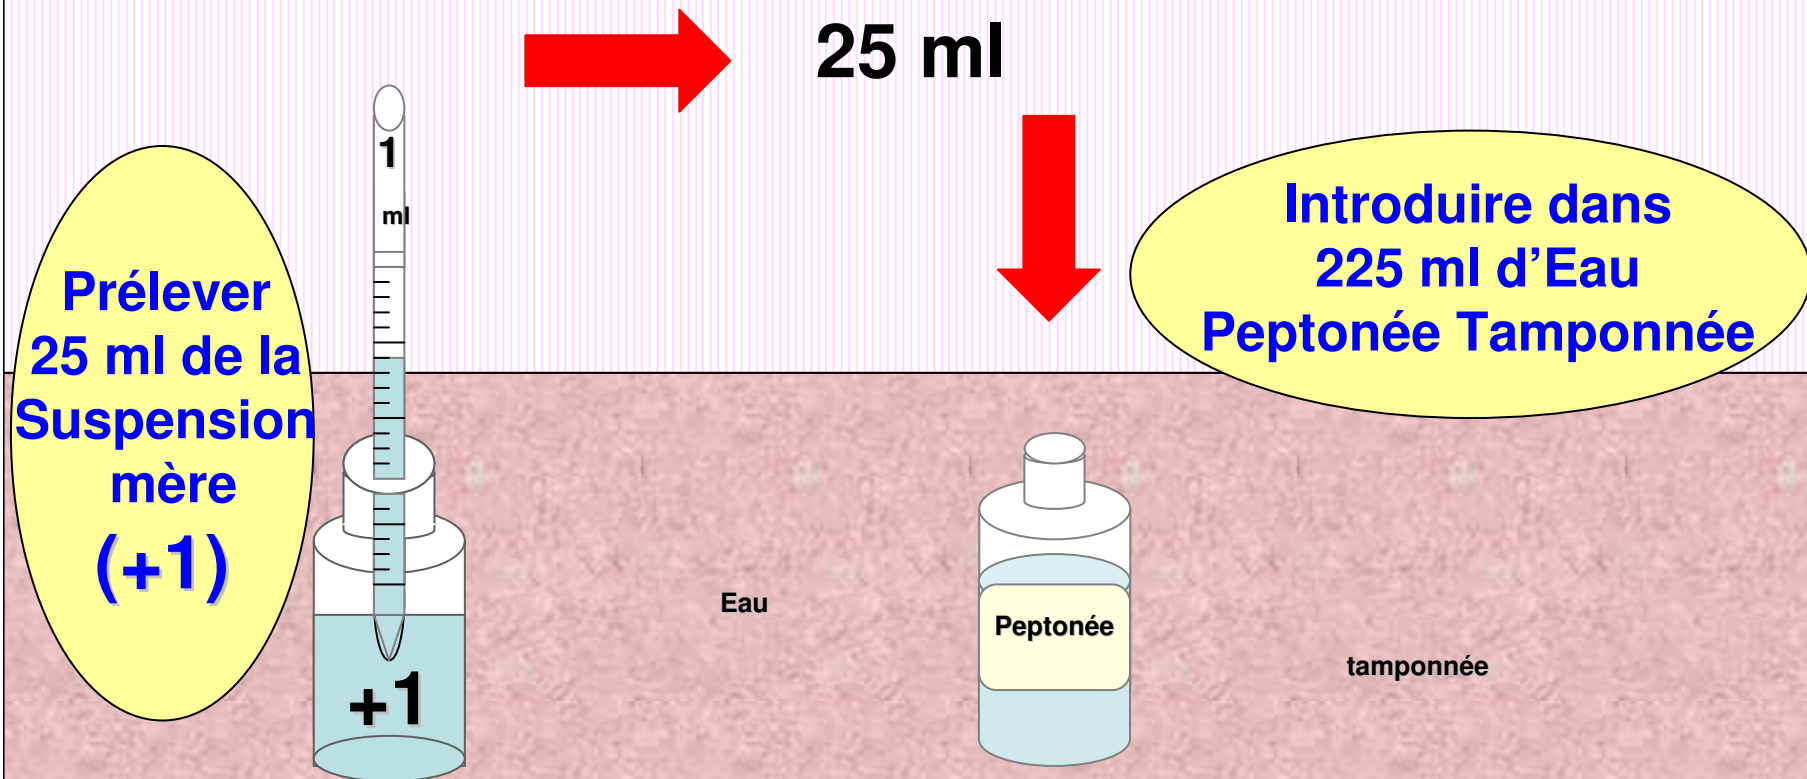 25 ml
1
ml
Prélever
25 ml de la
Suspension
mère
(+1)
Introduire dans
225 ml d’Eau
Peptonée Tamponnée
+1
Eau
Peptonée
tamponnée